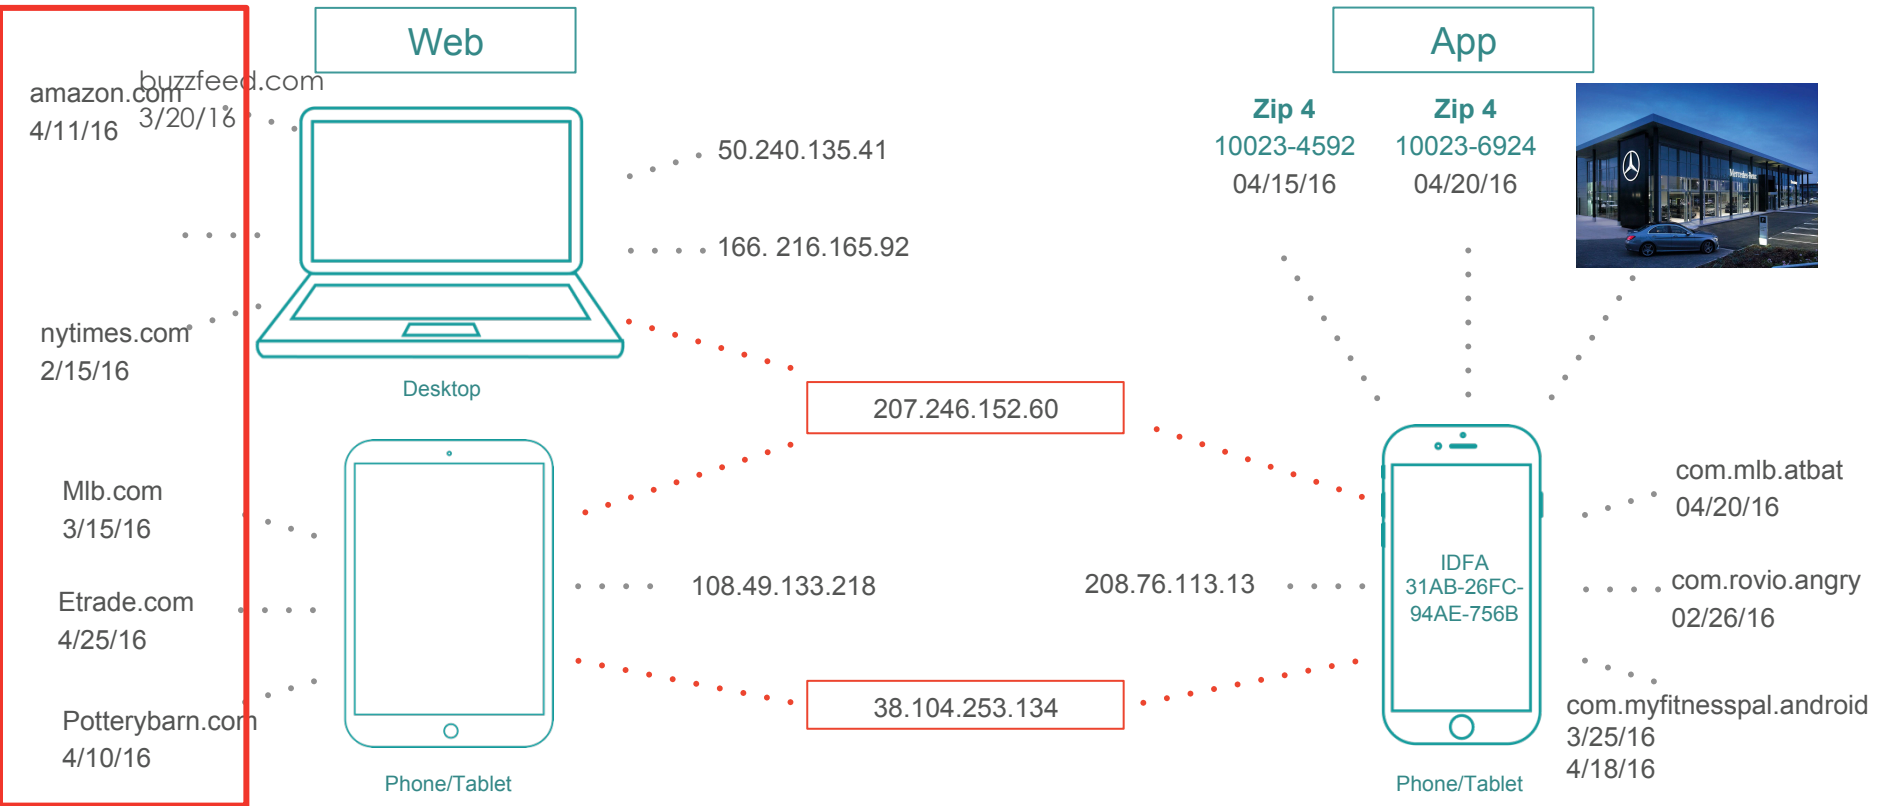 Web
App
buzzfeed.com
3/20/16
amazon.com
4/11/16
nytimes.com
2/15/16
50.240.135.41
166. 216.165.92
Desktop
207.246.152.60
Zip 4
10023-4592
04/15/16
Zip 4
10023-6924
04/20/16
Mercedes-Benz
Mlb.com
3/15/16
Etrade.com
4/25/16
Potterybarn.com
4/10/16
108.49.133.218
208.76.113.13
38.104.253.134
Phone/Tablet
IDFA
31AB-26FC-
94AE-756B
Phone/Tablet
com.mlb.atbat
04/20/16
com.rovio.angry
02/26/16
com.myfitnesspal.android
3/25/16
4/18/16